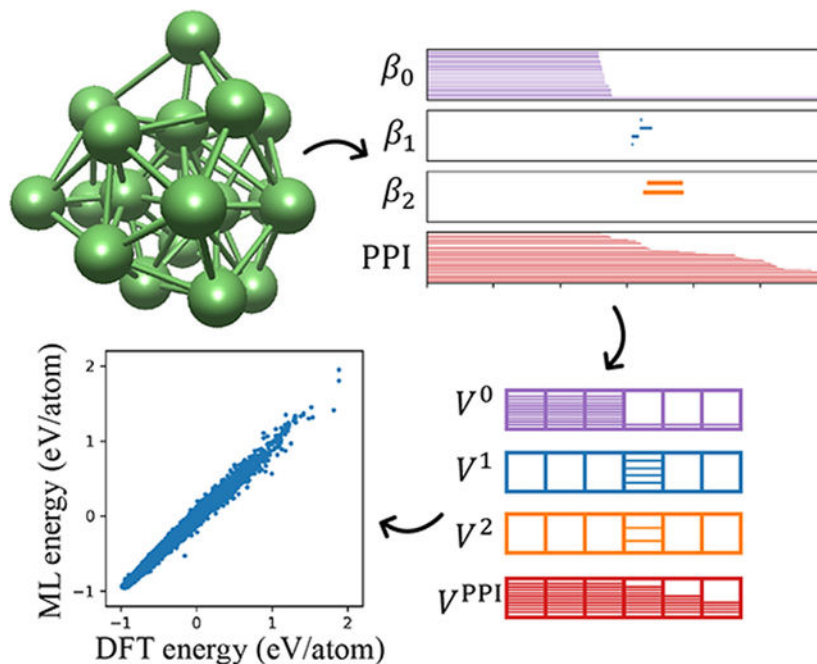 β₀
β₁
β₂
PPI
V⁰
V¹
V²
Vᴾᴾᴵ
ML energy (eV/atom)
2
1
0
−1
−1
0
1
2
DFT energy (eV/atom)